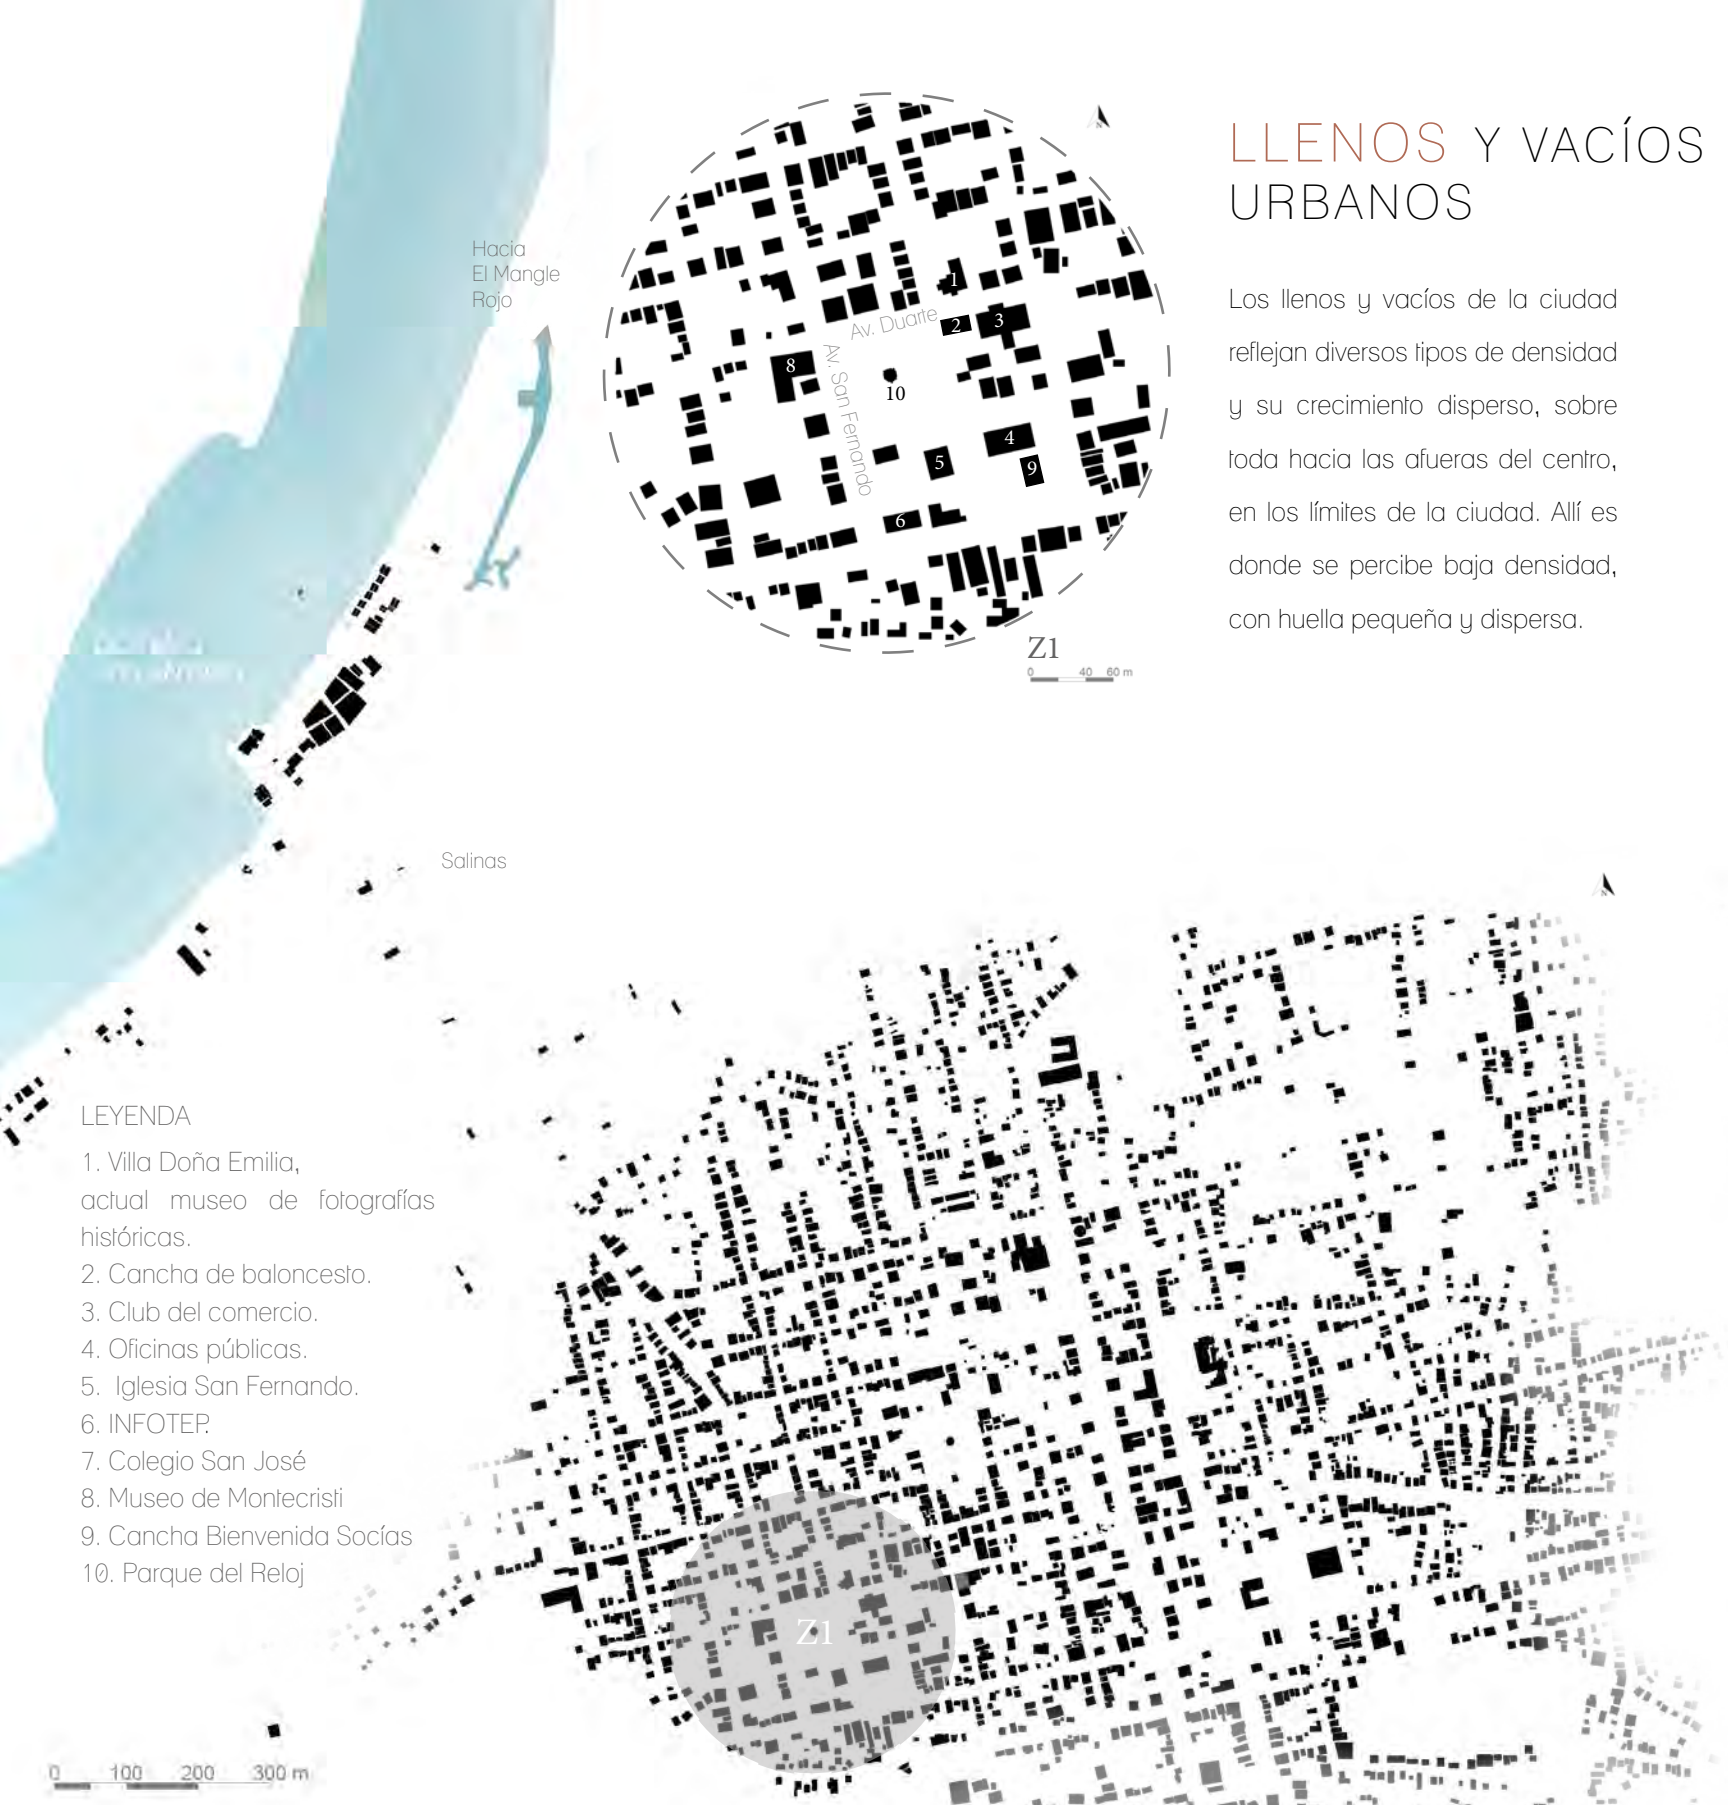 LLENOS Y VACÍOS
URBANOS
Los llenos y vacíos de la ciudad
reflejan diversos tipos de densidad
y su crecimiento disperso, sobre
toda hacia las afueras del centro,
en los límites de la ciudad. Allí es
donde se percibe baja densidad,
con huella pequeña y dispersa.
Hacia
El Mangle
Rojo
1
Av. Duarte
2
3
8
Av. San Fernando
10
4
5
9
6
Z1
0 40 60 m
Salinas
LEYENDA
1. Villa Doña Emilia,
actual museo de fotografías
históricas.
2. Cancha de baloncesto.
3. Club del comercio.
4. Oficinas públicas.
5. Iglesia San Fernando.
6. INFOTEP.
7. Colegio San José
8. Museo de Montecristi
9. Cancha Bienvenida Socías
10. Parque del Reloj
Z1
0 100 200 300 m